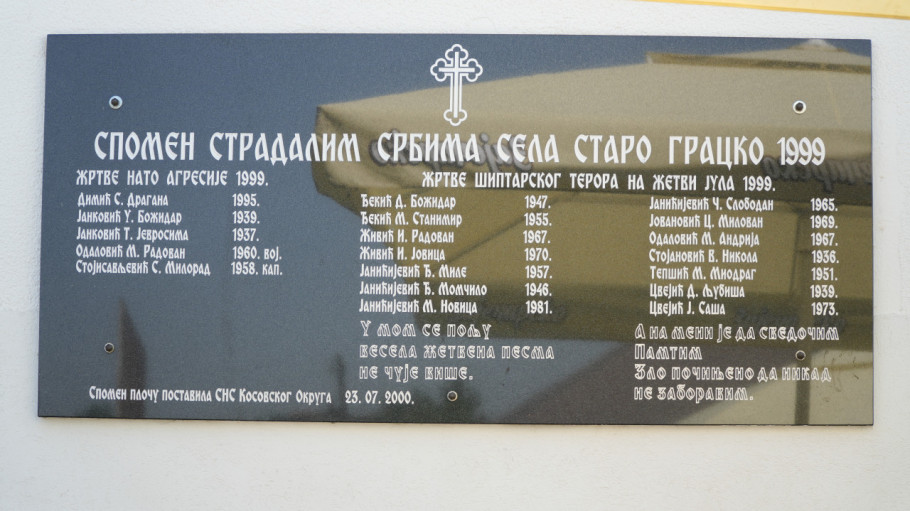 СПОМЕН СТРАДАЛИМ СРБИМА СЕЛА СТАРО ГРАЦКО 1999
ЖРТВЕ НАТО АГРЕСИЈЕ 1999.
Димић С. Драгана 1995.
Јанковић У. Божидар 1939.
Јанковић Т. Јевросима 1937.
Одаловић М. Радован 1960. вој.
Стојисављевић С. Милорад 1958. кап.
ЖРТВЕ ШИПТАРСКОГ ТЕРОРА НА ЖЕТВИ ЈУЛА 1999.
Ђекић Д. Божидар 1947.
Ђекић М. Станимир 1955.
Живић И. Радован 1967.
Живић И. Јовица 1970.
Јанићијевић Ђ. Миле 1957.
Јанићијевић Ђ. Момчило 1946.
Јанићијевић М. Новица 1981.
У МОМ СЕ ПОЉУ
ВЕСЕЛА ЖЕТВЕНА ПЕСМА
НЕ ЧУЈЕ ВИШЕ.
Јанићијевић Ч. Слободан 1965.
Јовановић Ц. Милован 1969.
Одаловић М. Андрија 1967.
Стојановић В. Никола 1936.
Тепшић М. Миодраг 1951.
Цвејић Д. Љубиша 1939.
Цвејић Ј. Саша 1973.
А НА МЕНИ ЈЕ ДА СВЕДОЧИМ
ПАМТИМ
ЗЛО ПОЧИЊЕНО ДА НИКАД
НЕ ЗАБОРАВИМ.
Спомен плочу поставила СНС Косовског Округа 23.07.2000.